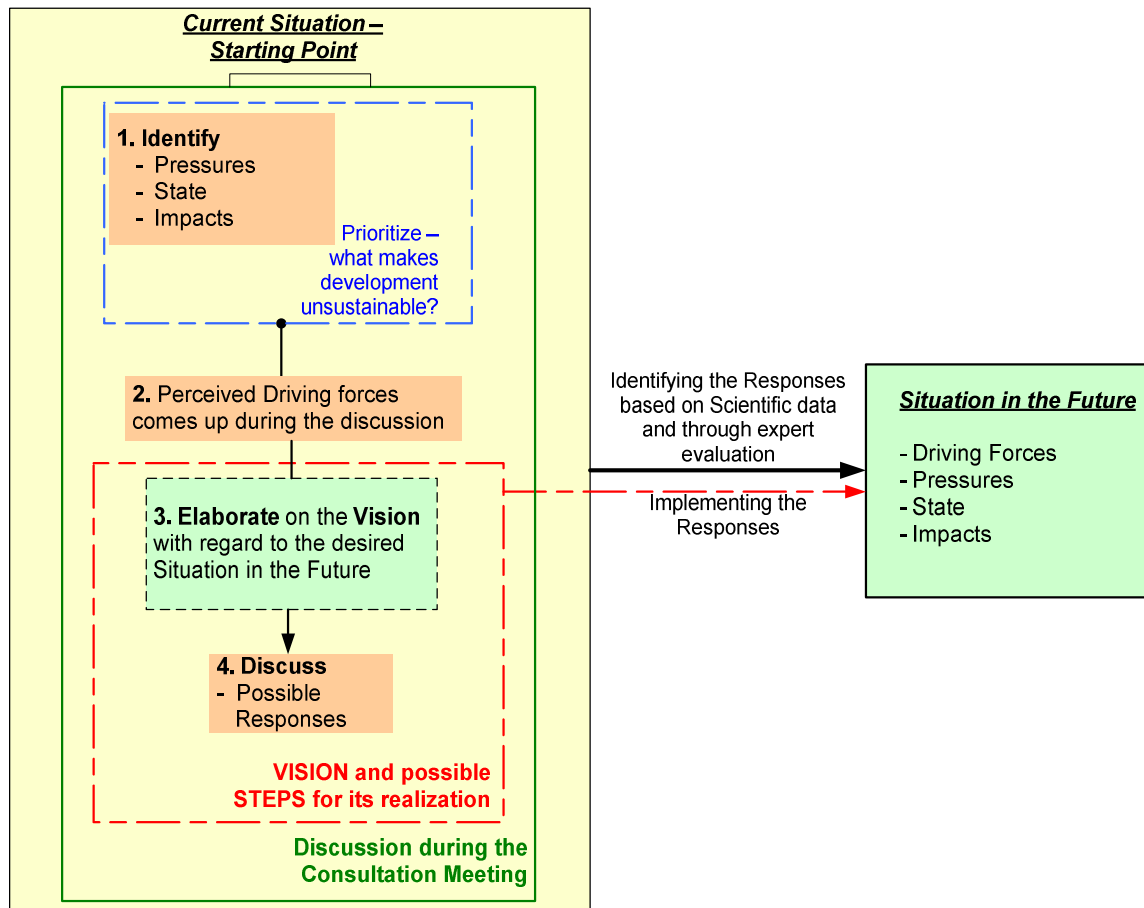 Current Situation –
Starting Point
1. Identify
- Pressures
- State
- Impacts
Prioritize –
what makes
development
unsustainable?
2. Perceived Driving forces
comes up during the discussion
3. Elaborate on the Vision
with regard to the desired
Situation in the Future
4. Discuss
- Possible
Responses
VISION and possible
STEPS for its realization
Discussion during the
Consultation Meeting
Identifying the Responses
based on Scientific data
and through expert
evaluation
Implementing the
Responses
Situation in the Future
- Driving Forces
- Pressures
- State
- Impacts